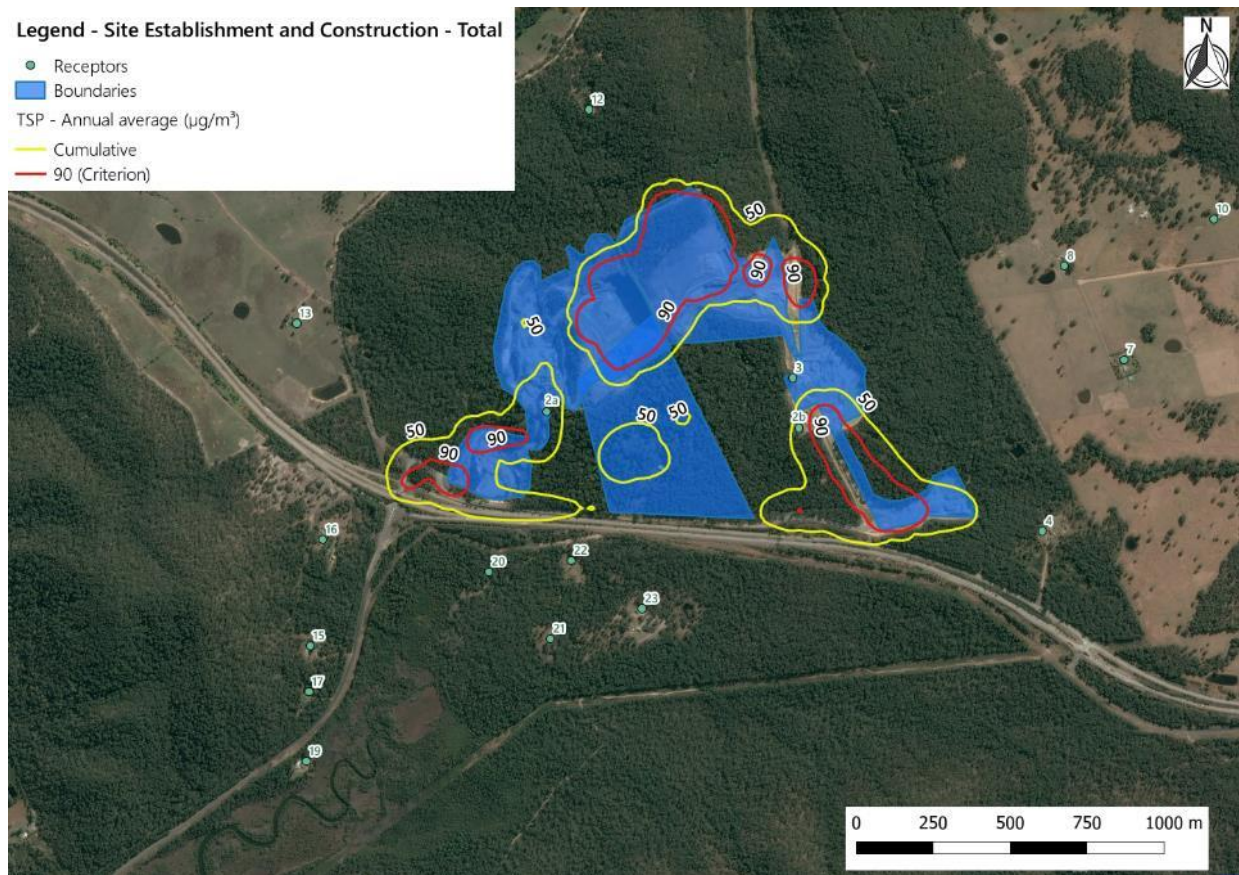 Legend - Site Establishment and Construction - Total
Receptors
Boundaries
TSP - Annual average (µg/m³)
Cumulative
90 (Criterion)
N
12
10
50
8
90
90
13
50
90
7
3
2a
50
50
50
2b
90
50
90
90
16
4
22
20
23
21
15
17
19
0 250 500 750 1000 m